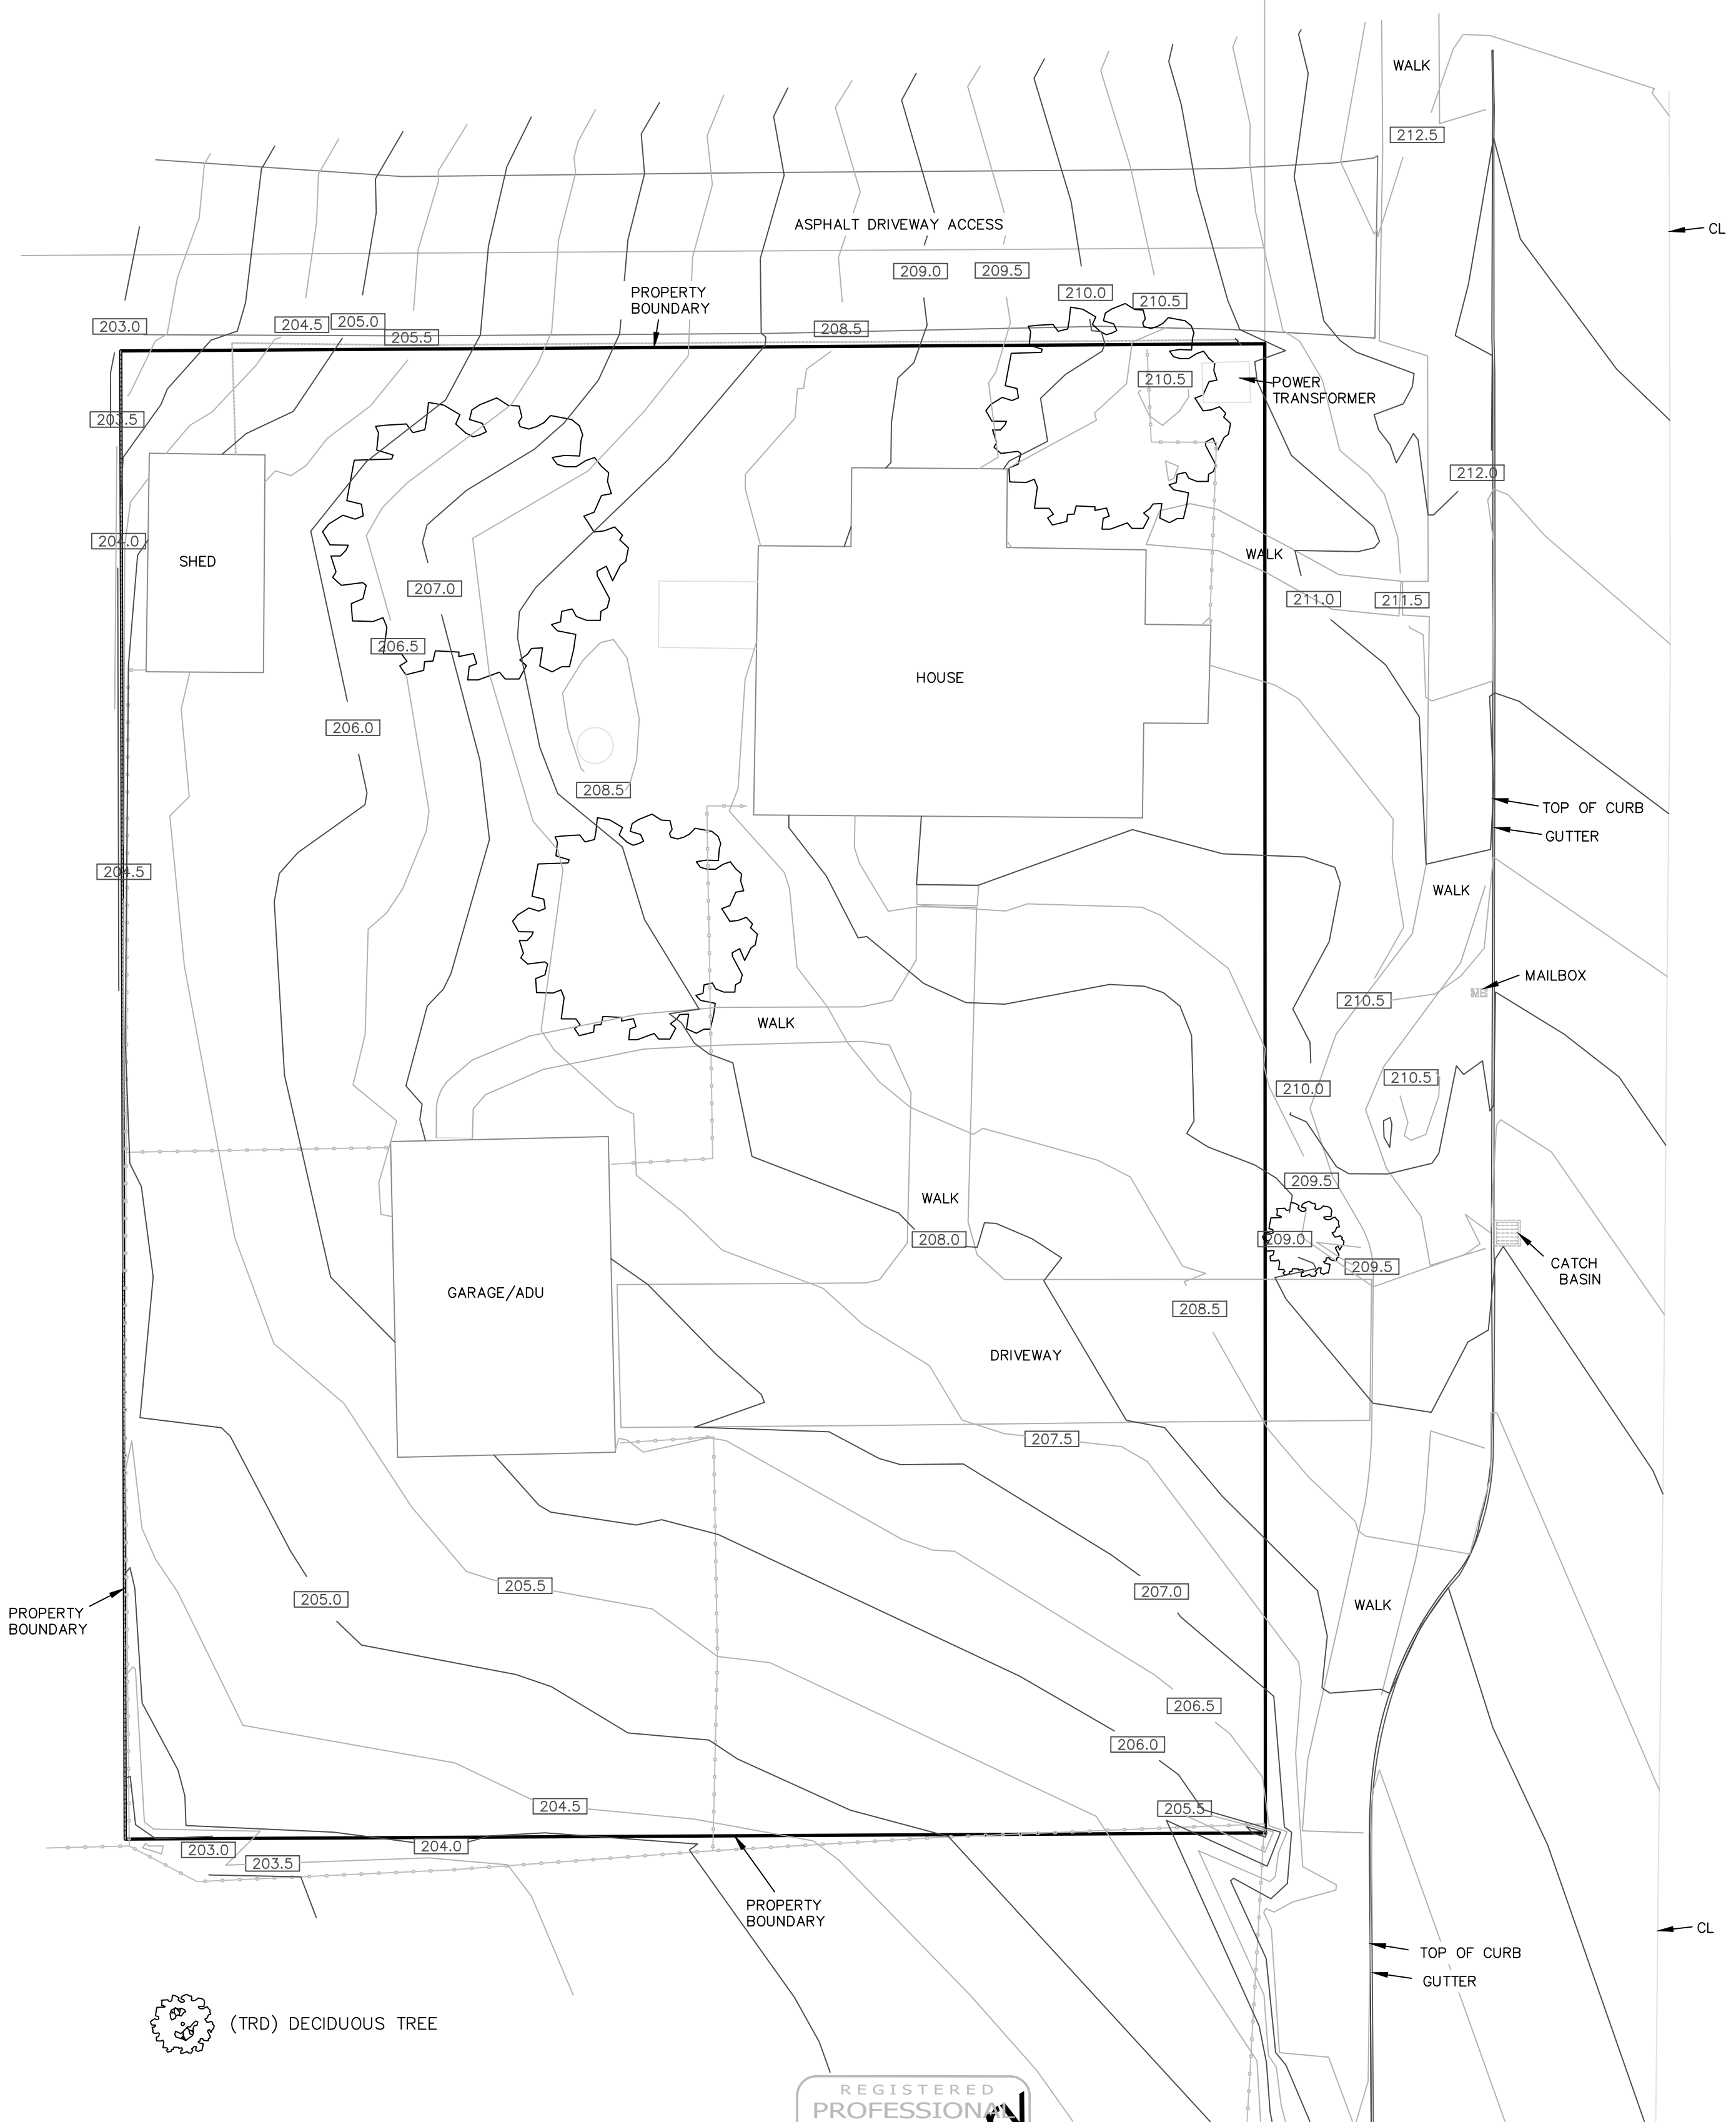 WALK
212.5
ASPHALT DRIVEWAY ACCESS
CL
209.0
209.5
210.0
210.5
PROPERTY
BOUNDARY
203.0
204.5
205.0
205.5
208.5
210.5
POWER
TRANSFORMER
203.5
212.0
204.0
SHED
WALK
207.0
211.0
211.5
206.5
HOUSE
206.0
208.5
TOP OF CURB
GUTTER
204.5
WALK
MAILBOX
MB
210.5
WALK
210.5
210.0
209.5
WALK
208.0
209.0
209.5
CATCH
BASIN
GARAGE/ADU
208.5
DRIVEWAY
207.5
205.5
207.0
205.0
PROPERTY
BOUNDARY
WALK
206.5
206.0
204.5
205.5
203.0
204.0
203.5
PROPERTY
BOUNDARY
CL
TOP OF CURB
GUTTER
(TRD) DECIDUOUS TREE
REGISTERED
PROFESSIONAL